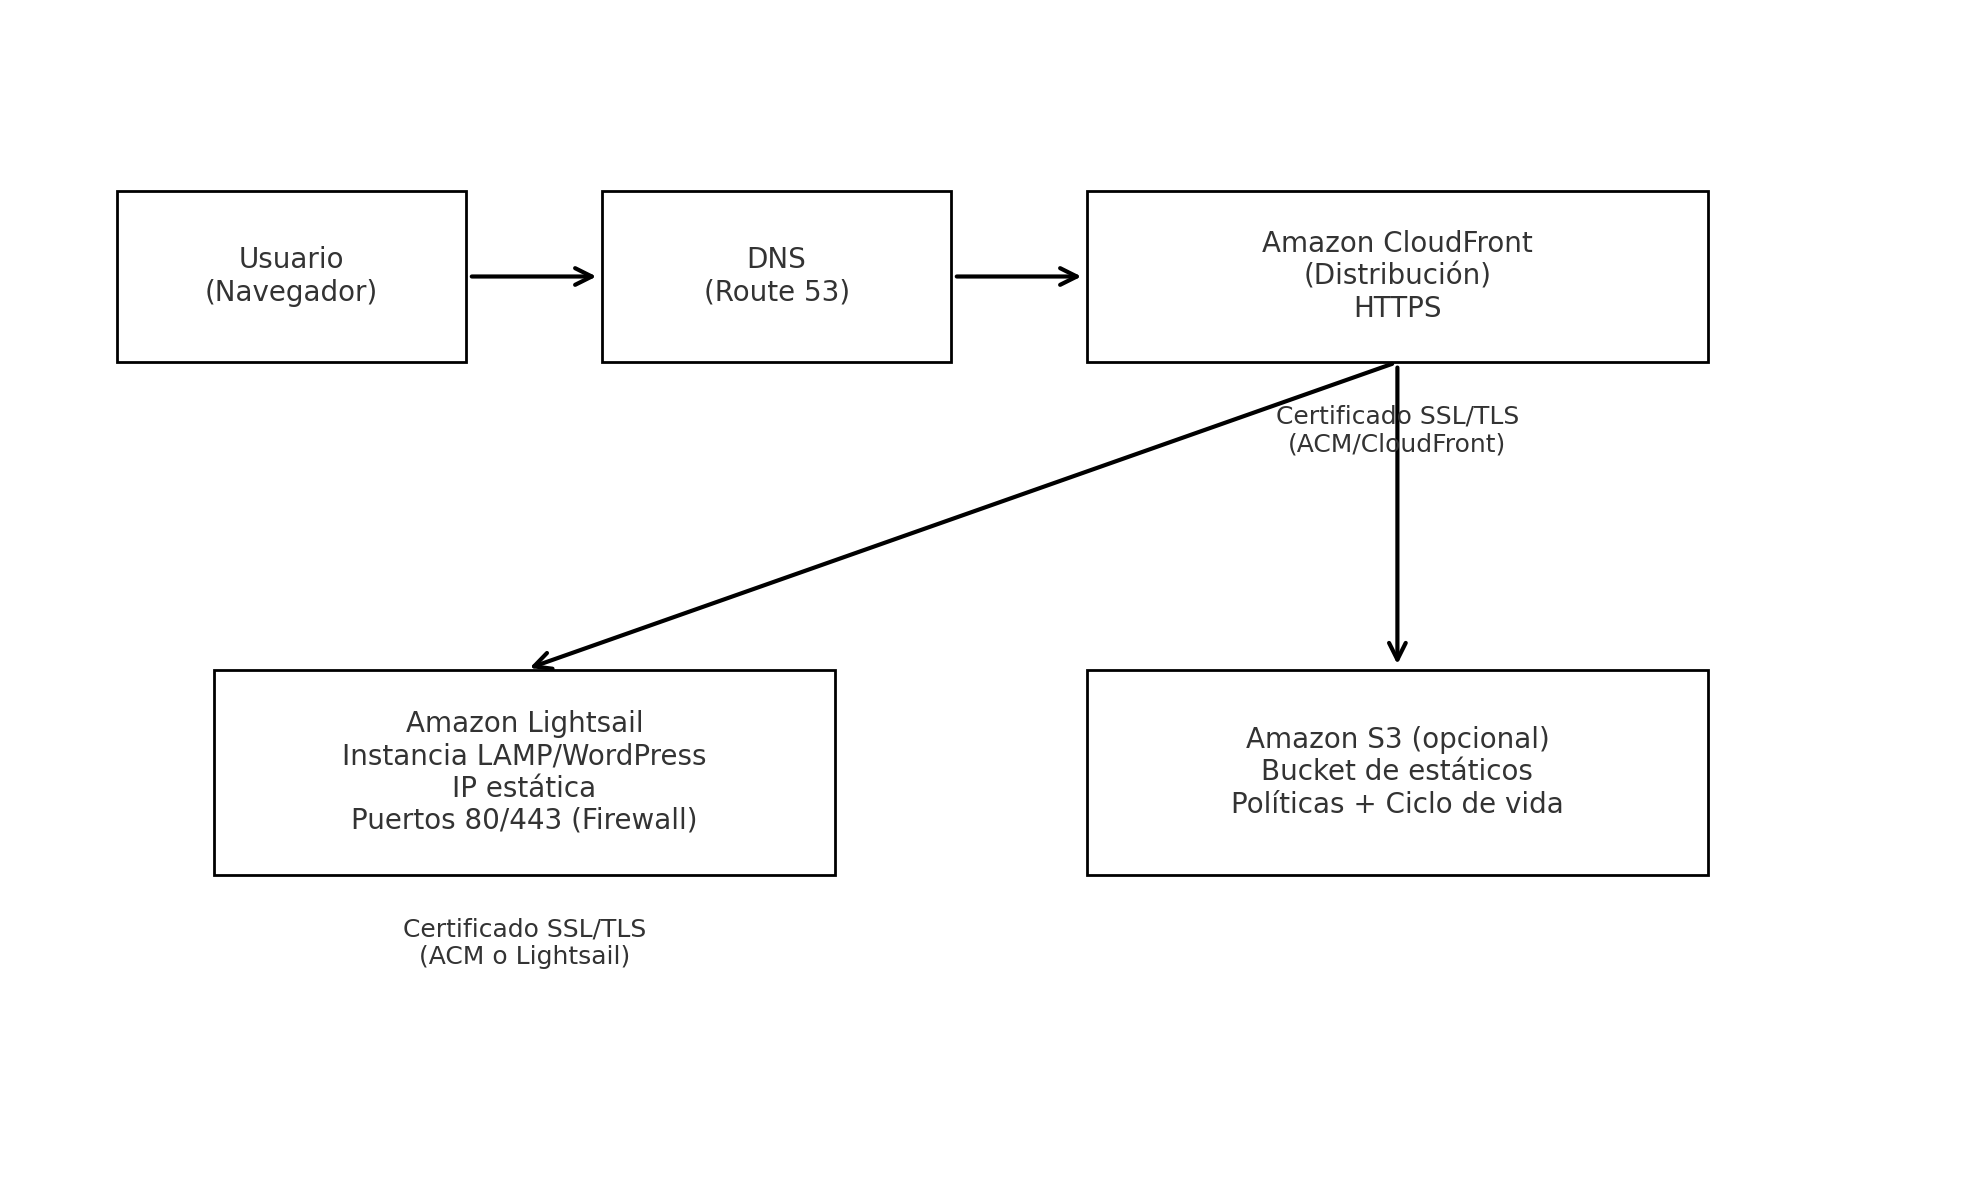 Usuario
(Navegador)
DNS
(Route 53)
Amazon CloudFront
(Distribución)
HTTPS
Certificado SSL/TLS
(ACM/CloudFront)
Amazon Lightsail
Instancia LAMP/WordPress
IP estática
Puertos 80/443 (Firewall)
Amazon S3 (opcional)
Bucket de estáticos
Políticas + Ciclo de vida
Certificado SSL/TLS
(ACM o Lightsail)